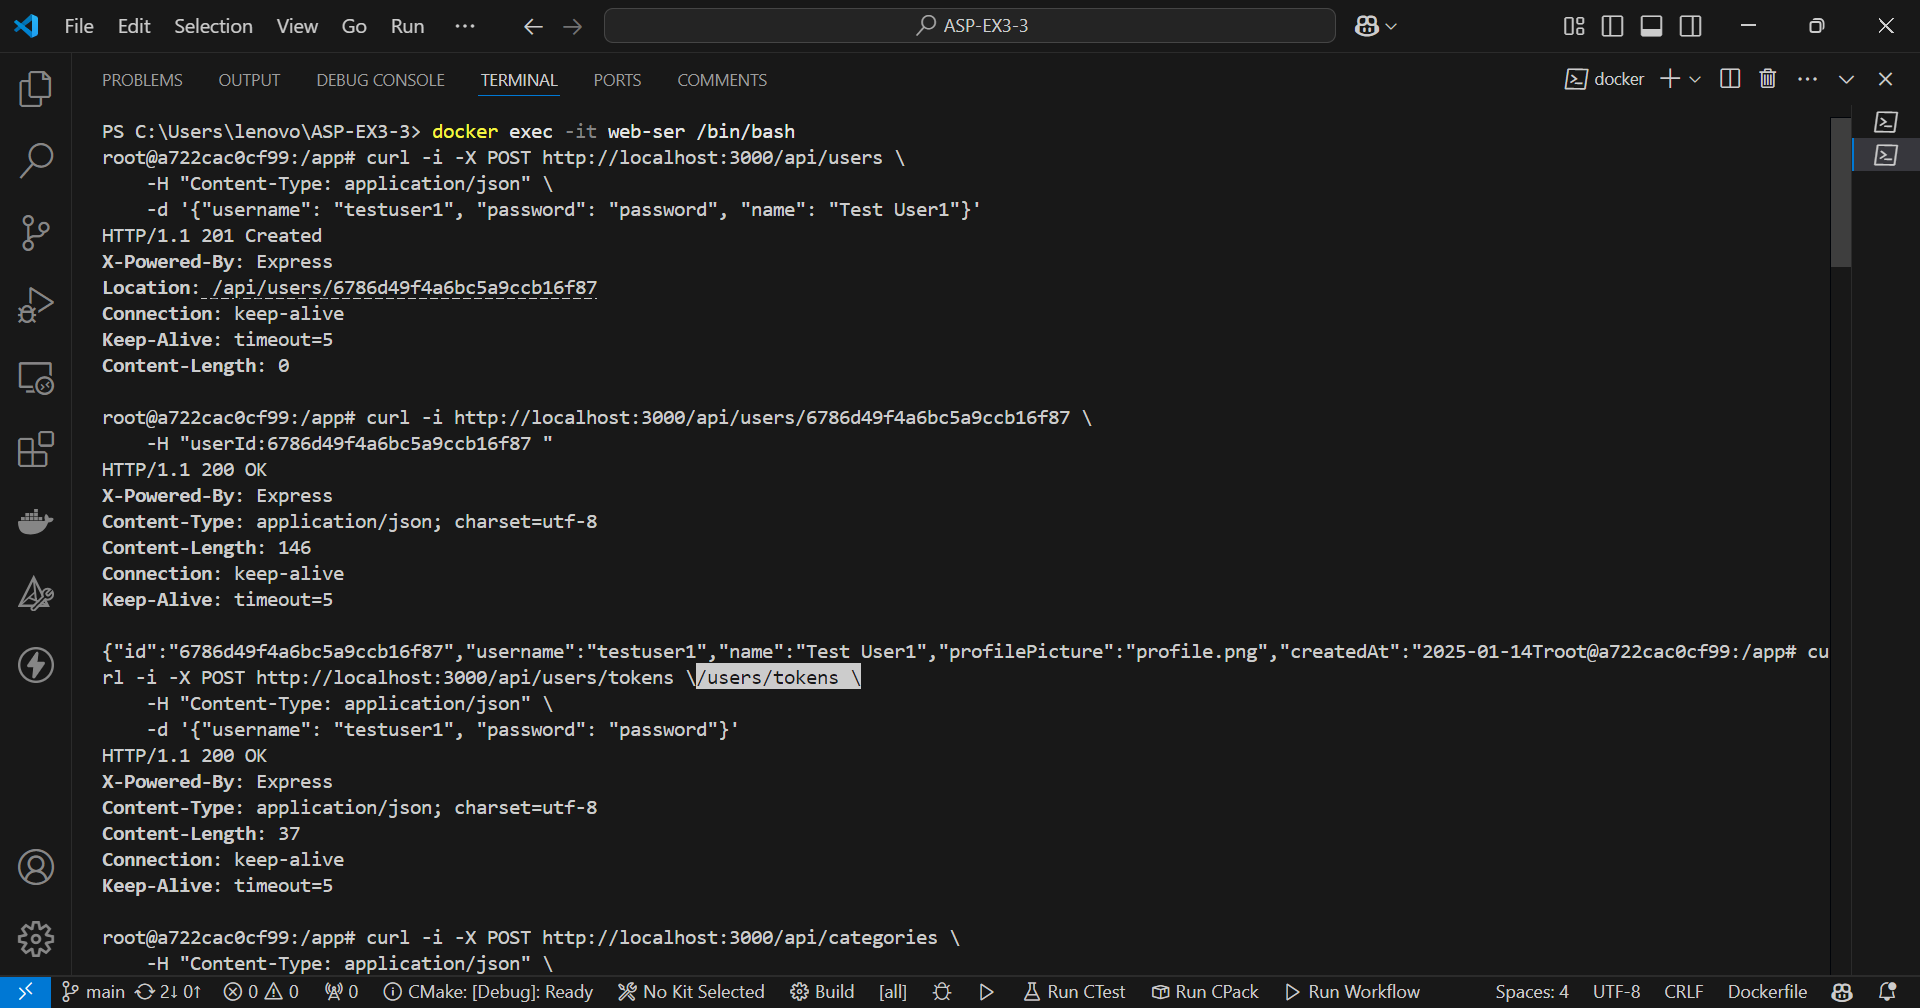 File Edit Selection View Go Run ··· ASP-EX3-3
PROBLEMS OUTPUT DEBUG CONSOLE TERMINAL PORTS COMMENTS docker
PS C:\Users\lenovo\ASP-EX3-3> docker exec -it web-ser /bin/bash
root@a722cac0cf99:/app# curl -i -X POST http://localhost:3000/api/users \
-H "Content-Type: application/json" \
-d '{"username": "testuser1", "password": "password", "name": "Test User1"}'
HTTP/1.1 201 Created
X-Powered-By: Express
Location: /api/users/6786d49f4a6bc5a9ccb16f87
Connection: keep-alive
Keep-Alive: timeout=5
Content-Length: 0
root@a722cac0cf99:/app# curl -i http://localhost:3000/api/users/6786d49f4a6bc5a9ccb16f87 \
-H "userId:6786d49f4a6bc5a9ccb16f87 "
HTTP/1.1 200 OK
X-Powered-By: Express
Content-Type: application/json; charset=utf-8
Content-Length: 146
Connection: keep-alive
Keep-Alive: timeout=5
{"id":"6786d49f4a6bc5a9ccb16f87","username":"testuser1","name":"Test User1","profilePicture":"profile.png","createdAt":"2025-01-14Troot@a722cac0cf99:/app# cu
rl -i -X POST http://localhost:3000/api/users/tokens \/users/tokens \
-H "Content-Type: application/json" \
-d '{"username": "testuser1", "password": "password"}'
HTTP/1.1 200 OK
X-Powered-By: Express
Content-Type: application/json; charset=utf-8
Content-Length: 37
Connection: keep-alive
Keep-Alive: timeout=5
root@a722cac0cf99:/app# curl -i -X POST http://localhost:3000/api/categories \
-H "Content-Type: application/json" \
main 2↓ 0↑ 0 0 0 CMake: [Debug]: Ready No Kit Selected Build [all] Run CTest Run CPack Run Workflow Spaces: 4 UTF-8 CRLF Dockerfile